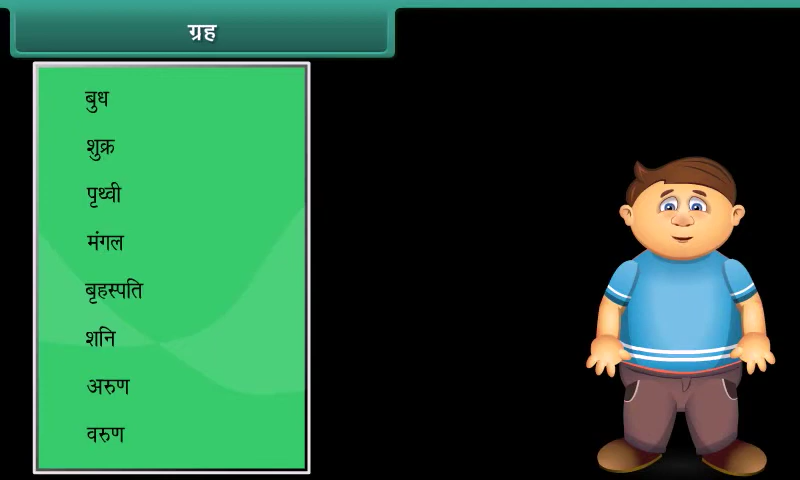 ग्रह
बुध
शुक्र
पृथ्वी
मंगल
बृहस्पति
शनि
अरुण
वरुण